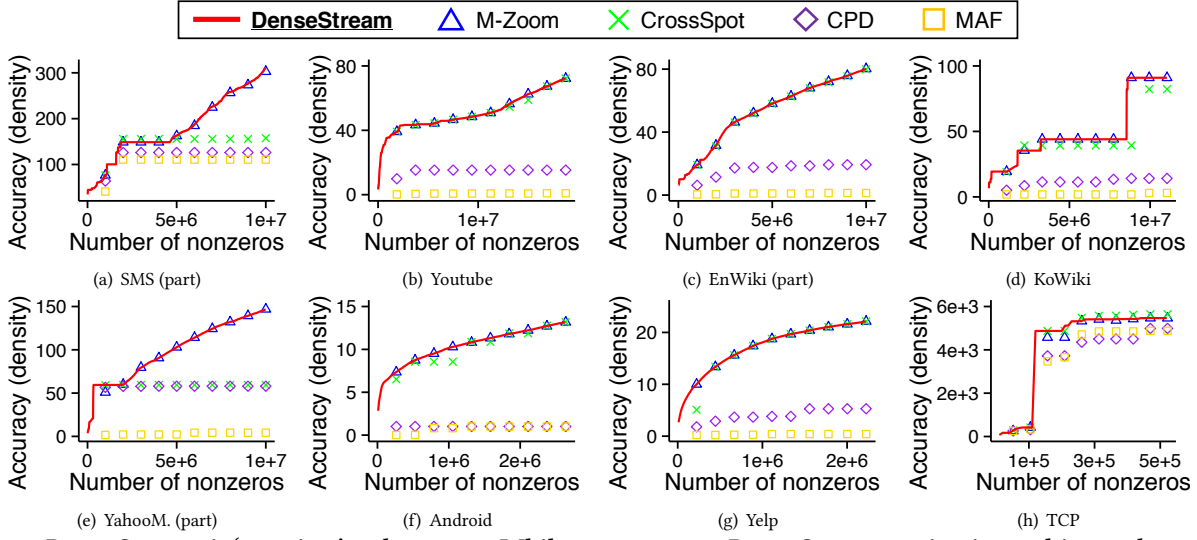 DenseStream M-Zoom CrossSpot CPD MAF
Accuracy (density)
300
200
100
0 5e+6 1e+7
Number of nonzeros
(a) SMS (part)
Accuracy (density)
80
40
0
1e+7
Number of nonzeros
(b) Youtube
Accuracy (density)
80
40
0
0 5e+6 1e+7
Number of nonzeros
(c) EnWiki (part)
Accuracy (density)
100
50
0
0 5e+6 1e+7
Number of nonzeros
(d) KoWiki
Accuracy (density)
150
100
50
0
0 5e+6 1e+7
Number of nonzeros
(e) YahooM. (part)
Accuracy (density)
15
10
5
0
0 1e+6 2e+6
Number of nonzeros
(f) Android
Accuracy (density)
20
10
0
0 1e+6 2e+6
Number of nonzeros
(g) Yelp
Accuracy (density)
6e+3
4e+3
2e+3
0
1e+5 3e+5 5e+5
Number of nonzeros
(h) TCP